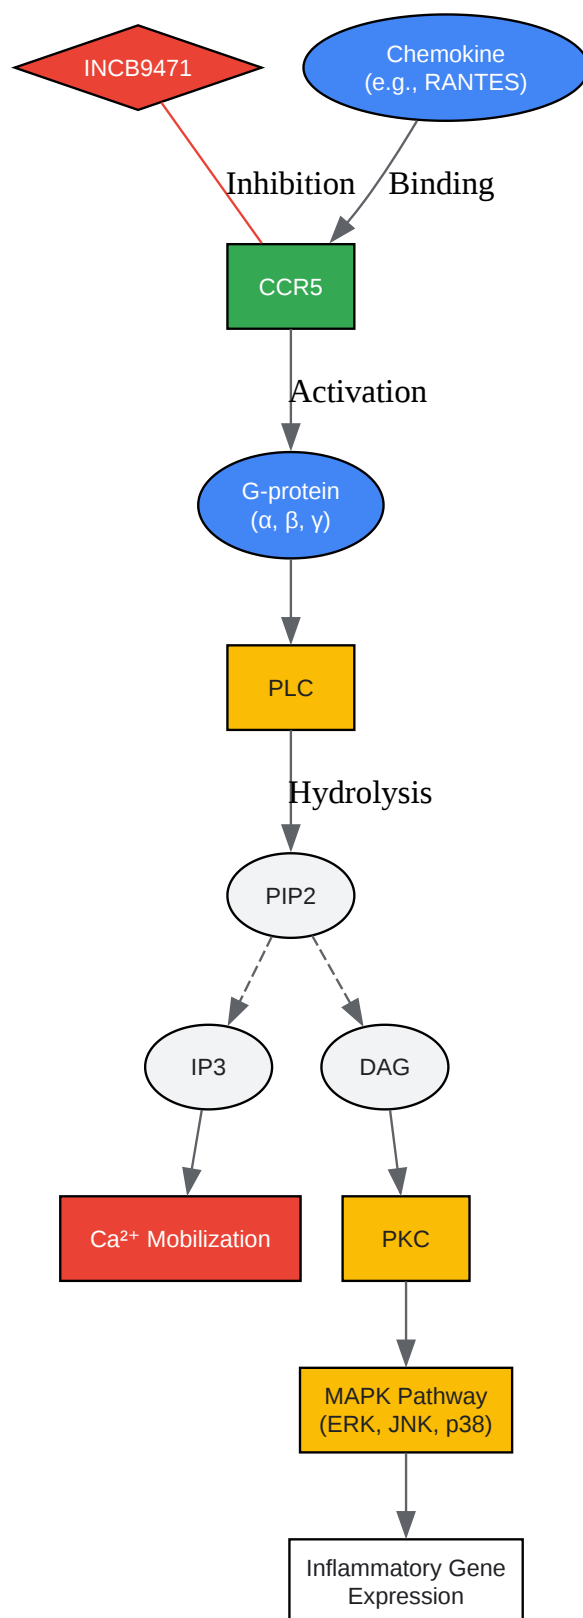 INCB9471
Chemokine
(e.g., RANTES)
Inhibition
Binding
CCR5
Activation
G-protein
(α, β, γ)
PLC
Hydrolysis
PIP2
IP3
DAG
Ca²⁺ Mobilization
PKC
MAPK Pathway
(ERK, JNK, p38)
Inflammatory Gene
Expression